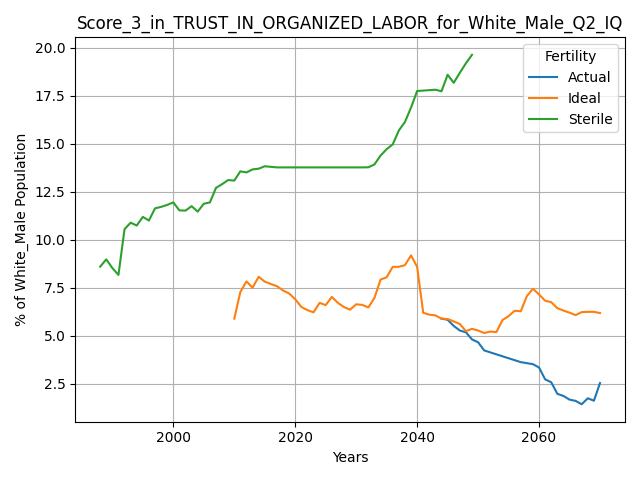 Score_3_in_TRUST_IN_ORGANIZED_LABOR_for_White_Male_Q2_IQ
20.0
17.5
15.0
12.5
10.0
7.5
5.0
2.5
% of White_Male Population
Fertility
Actual
Ideal
Sterile
2000
2020
2040
2060
Years